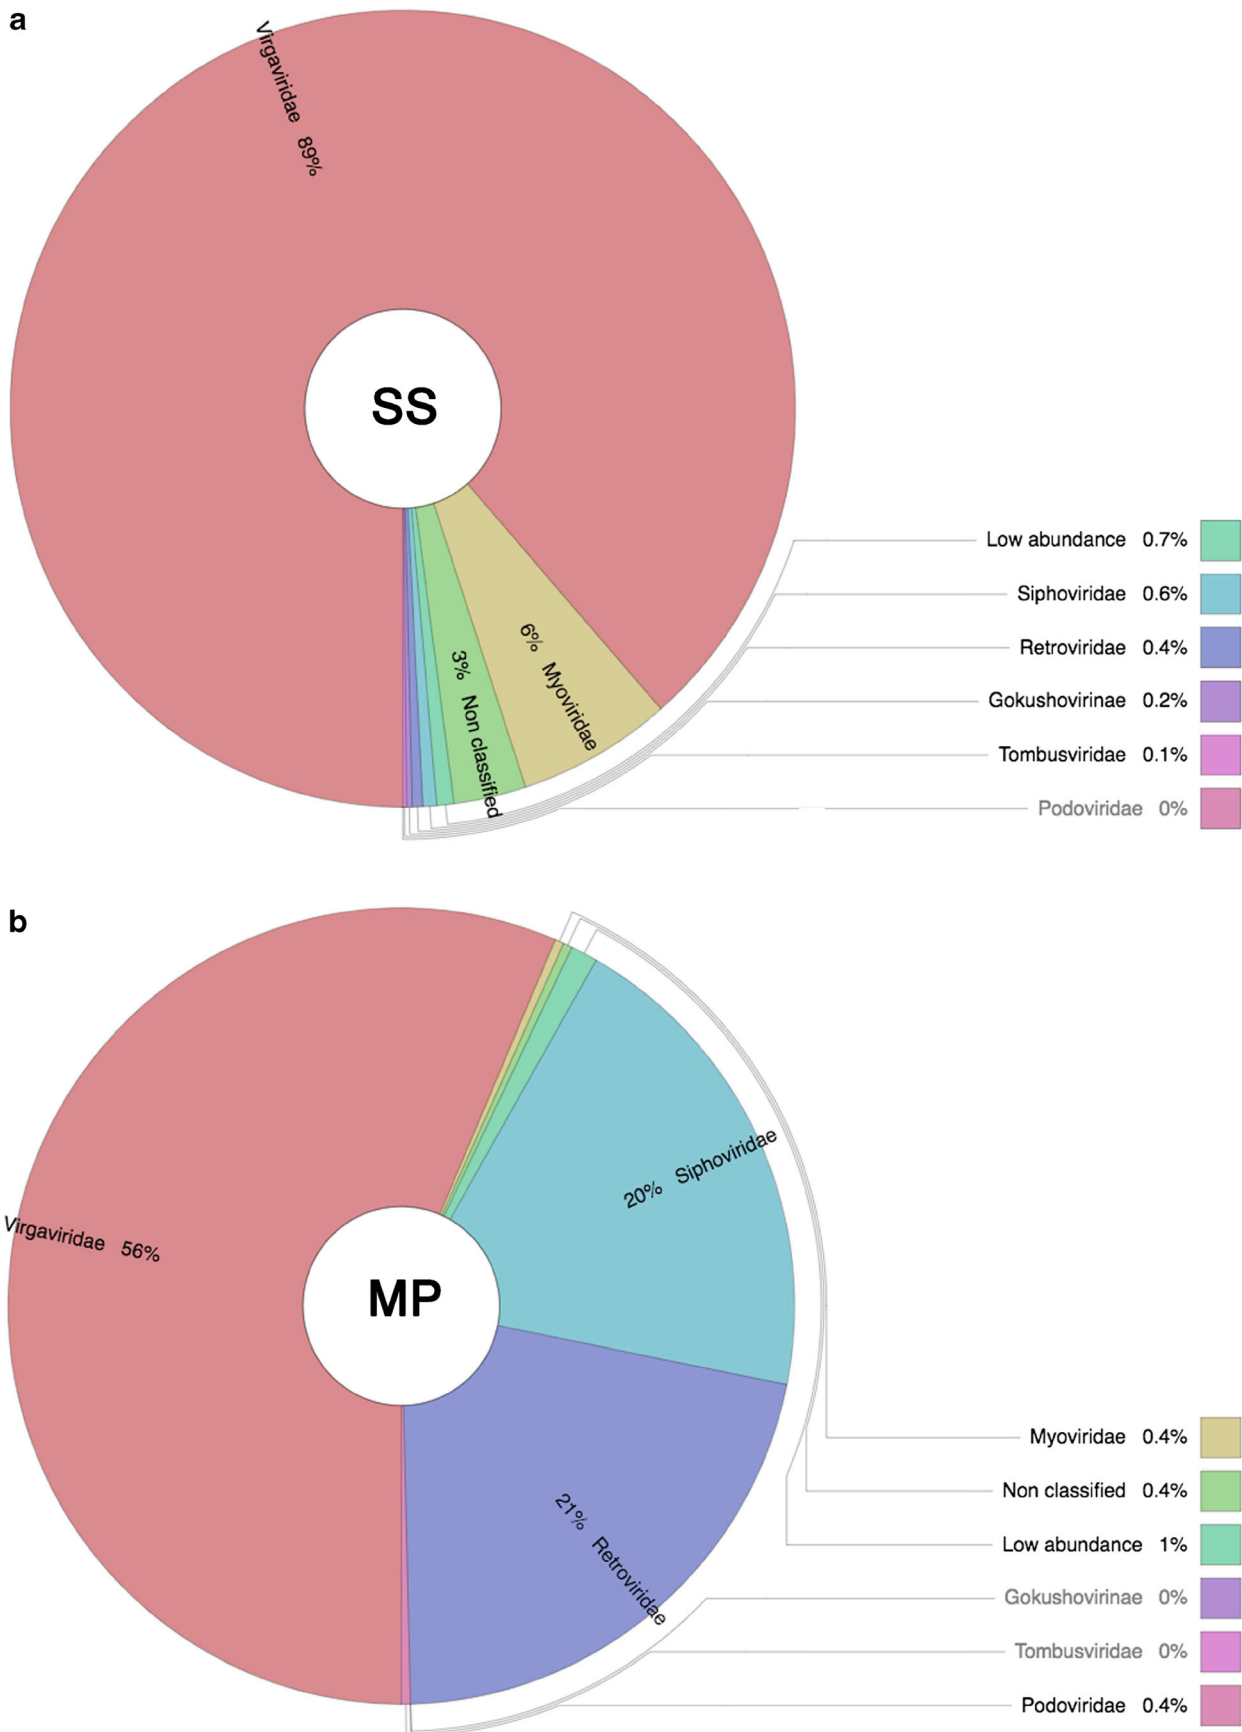 a
Virgaviridae 89%
SS
6% Myoviridae
3% Non classified
Low abundance 0.7%
Siphoviridae 0.6%
Retroviridae 0.4%
Gokushovirinae 0.2%
Tombusviridae 0.1%
Podoviridae 0%
b
20% Siphoviridae
Virgaviridae 56%
MP
21% Retroviridae
Myoviridae 0.4%
Non classified 0.4%
Low abundance 1%
Gokushovirinae 0%
Tombusviridae 0%
Podoviridae 0.4%